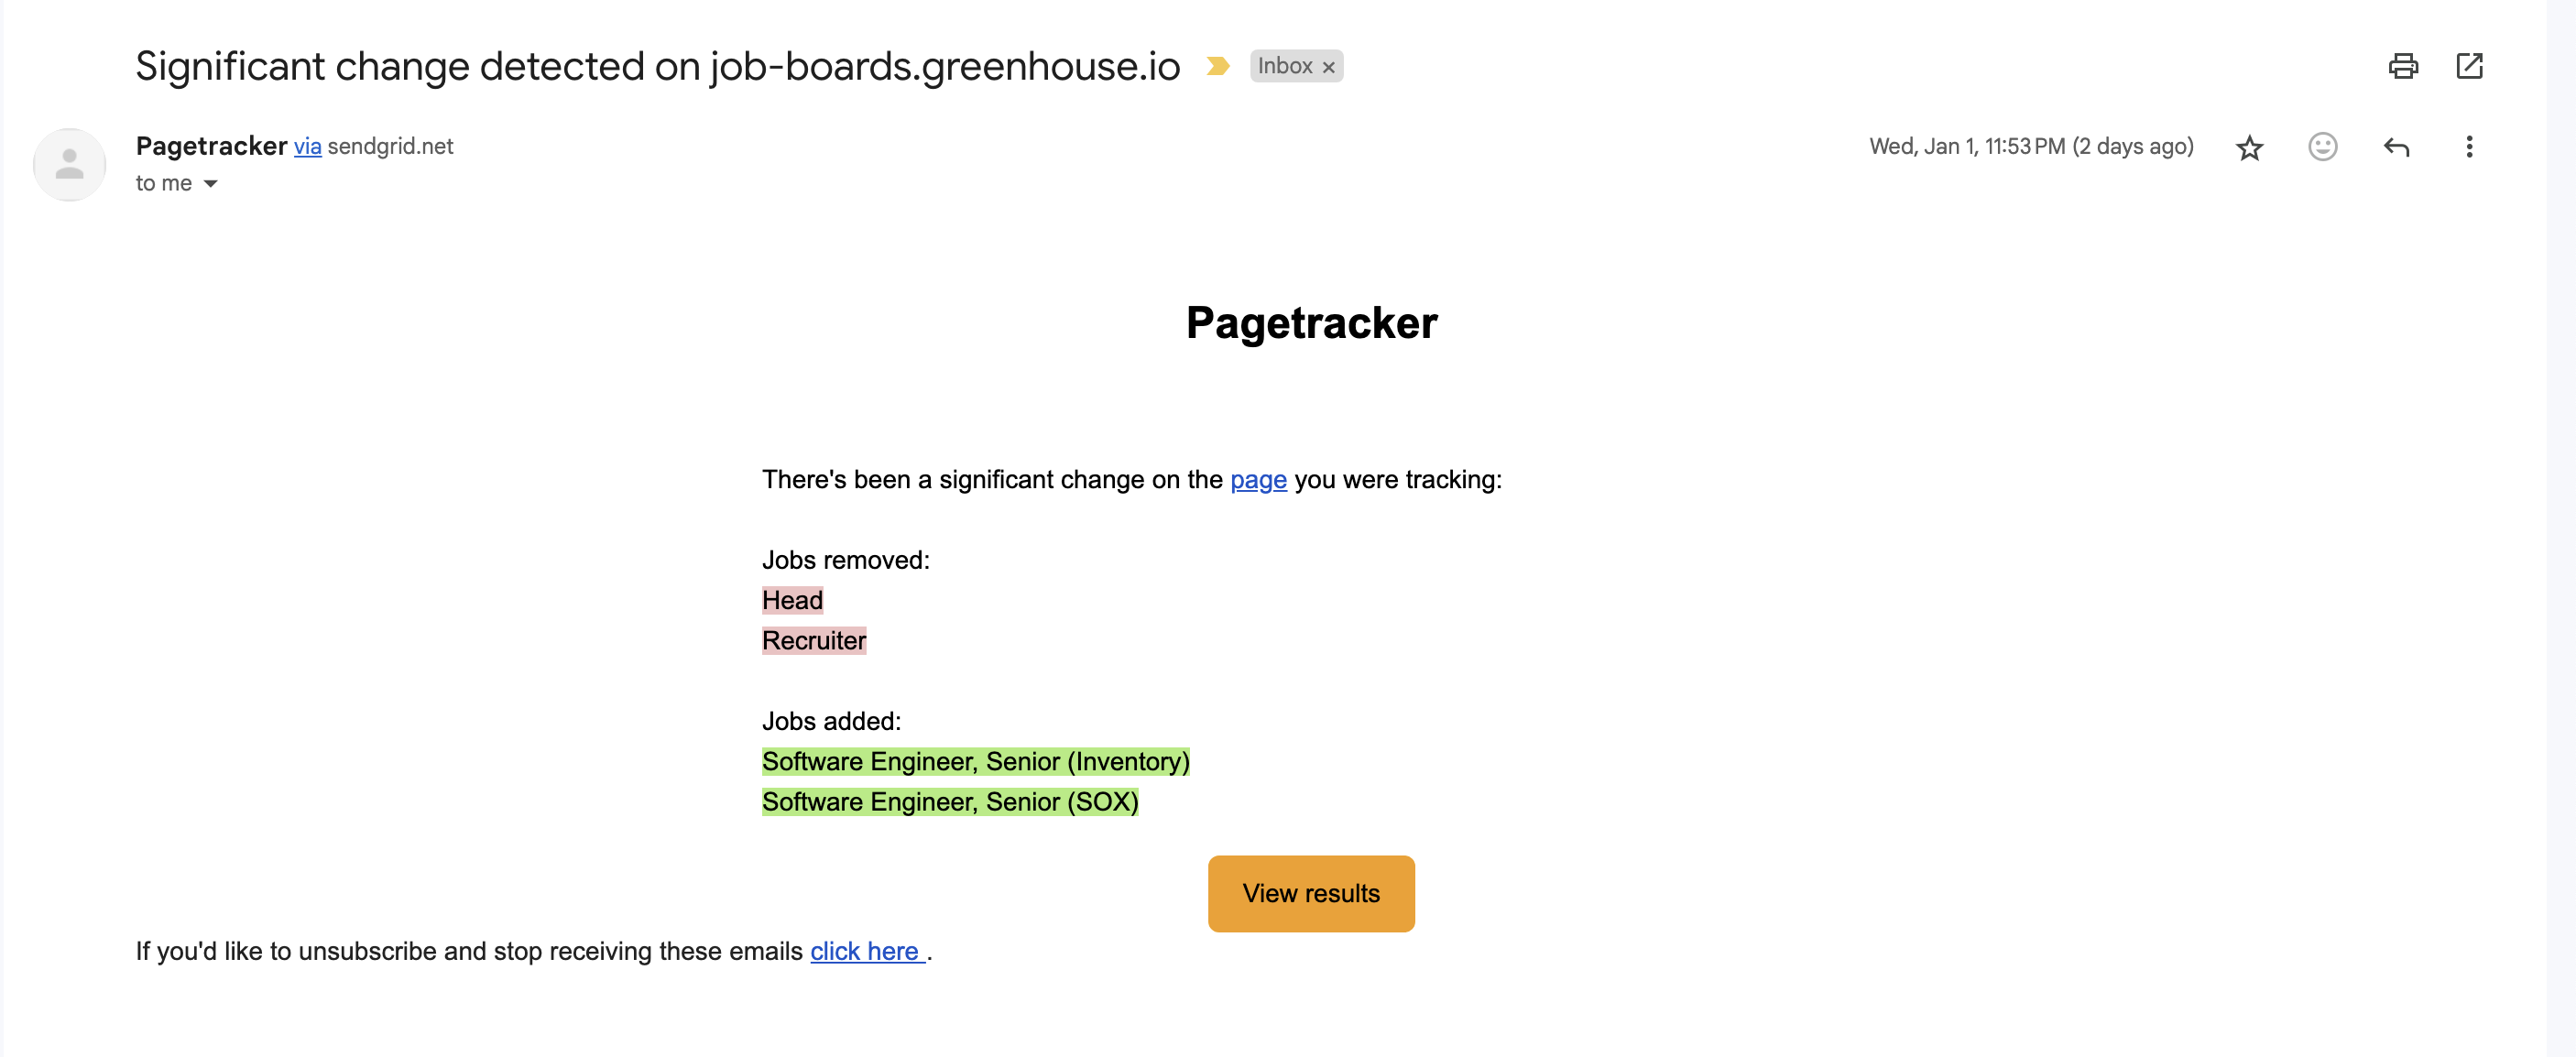 Significant change detected on job-boards.greenhouse.io Inbox ×
Pagetracker via sendgrid.net Wed, Jan 1, 11:53 PM (2 days ago)
to me
Pagetracker
There's been a significant change on the page you were tracking:
Jobs removed:
Head
Recruiter
Jobs added:
Software Engineer, Senior (Inventory)
Software Engineer, Senior (SOX)
View results
If you'd like to unsubscribe and stop receiving these emails click here .